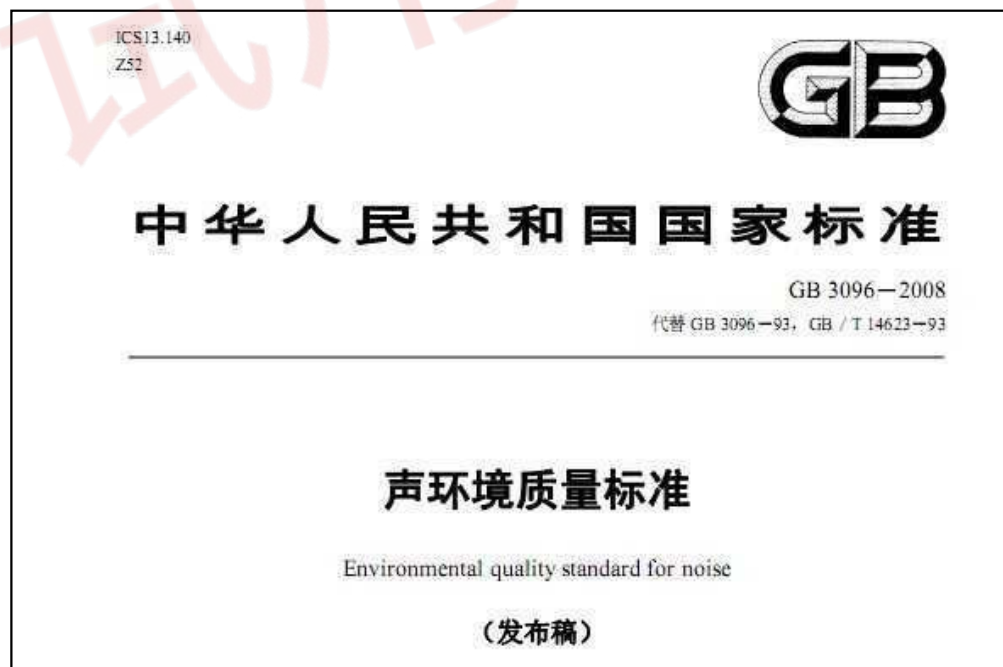 ICS13.140
Z52
GB
中华人民共和国国家标准
GB 3096—2008
代替 GB 3096—93，GB / T 14623—93
声环境质量标准
Environmental quality standard for noise
（发布稿）